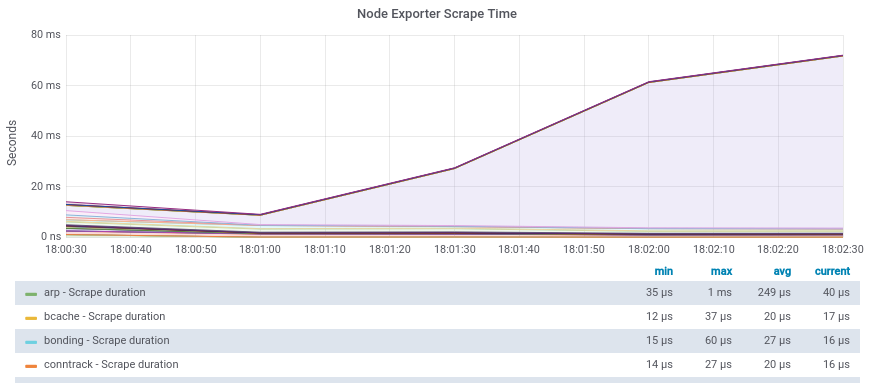 Node Exporter Scrape Time
Seconds
80 ms
60 ms
40 ms
20 ms
0 ns
18:00:30 18:00:40 18:00:50 18:01:00 18:01:10 18:01:20 18:01:30 18:01:40 18:01:50 18:02:00 18:02:10 18:02:20 18:02:30
min max avg current
arp - Scrape duration 35 µs 1 ms 249 µs 40 µs
bcache - Scrape duration 12 µs 37 µs 20 µs 17 µs
bonding - Scrape duration 15 µs 60 µs 27 µs 16 µs
conntrack - Scrape duration 14 µs 27 µs 20 µs 16 µs